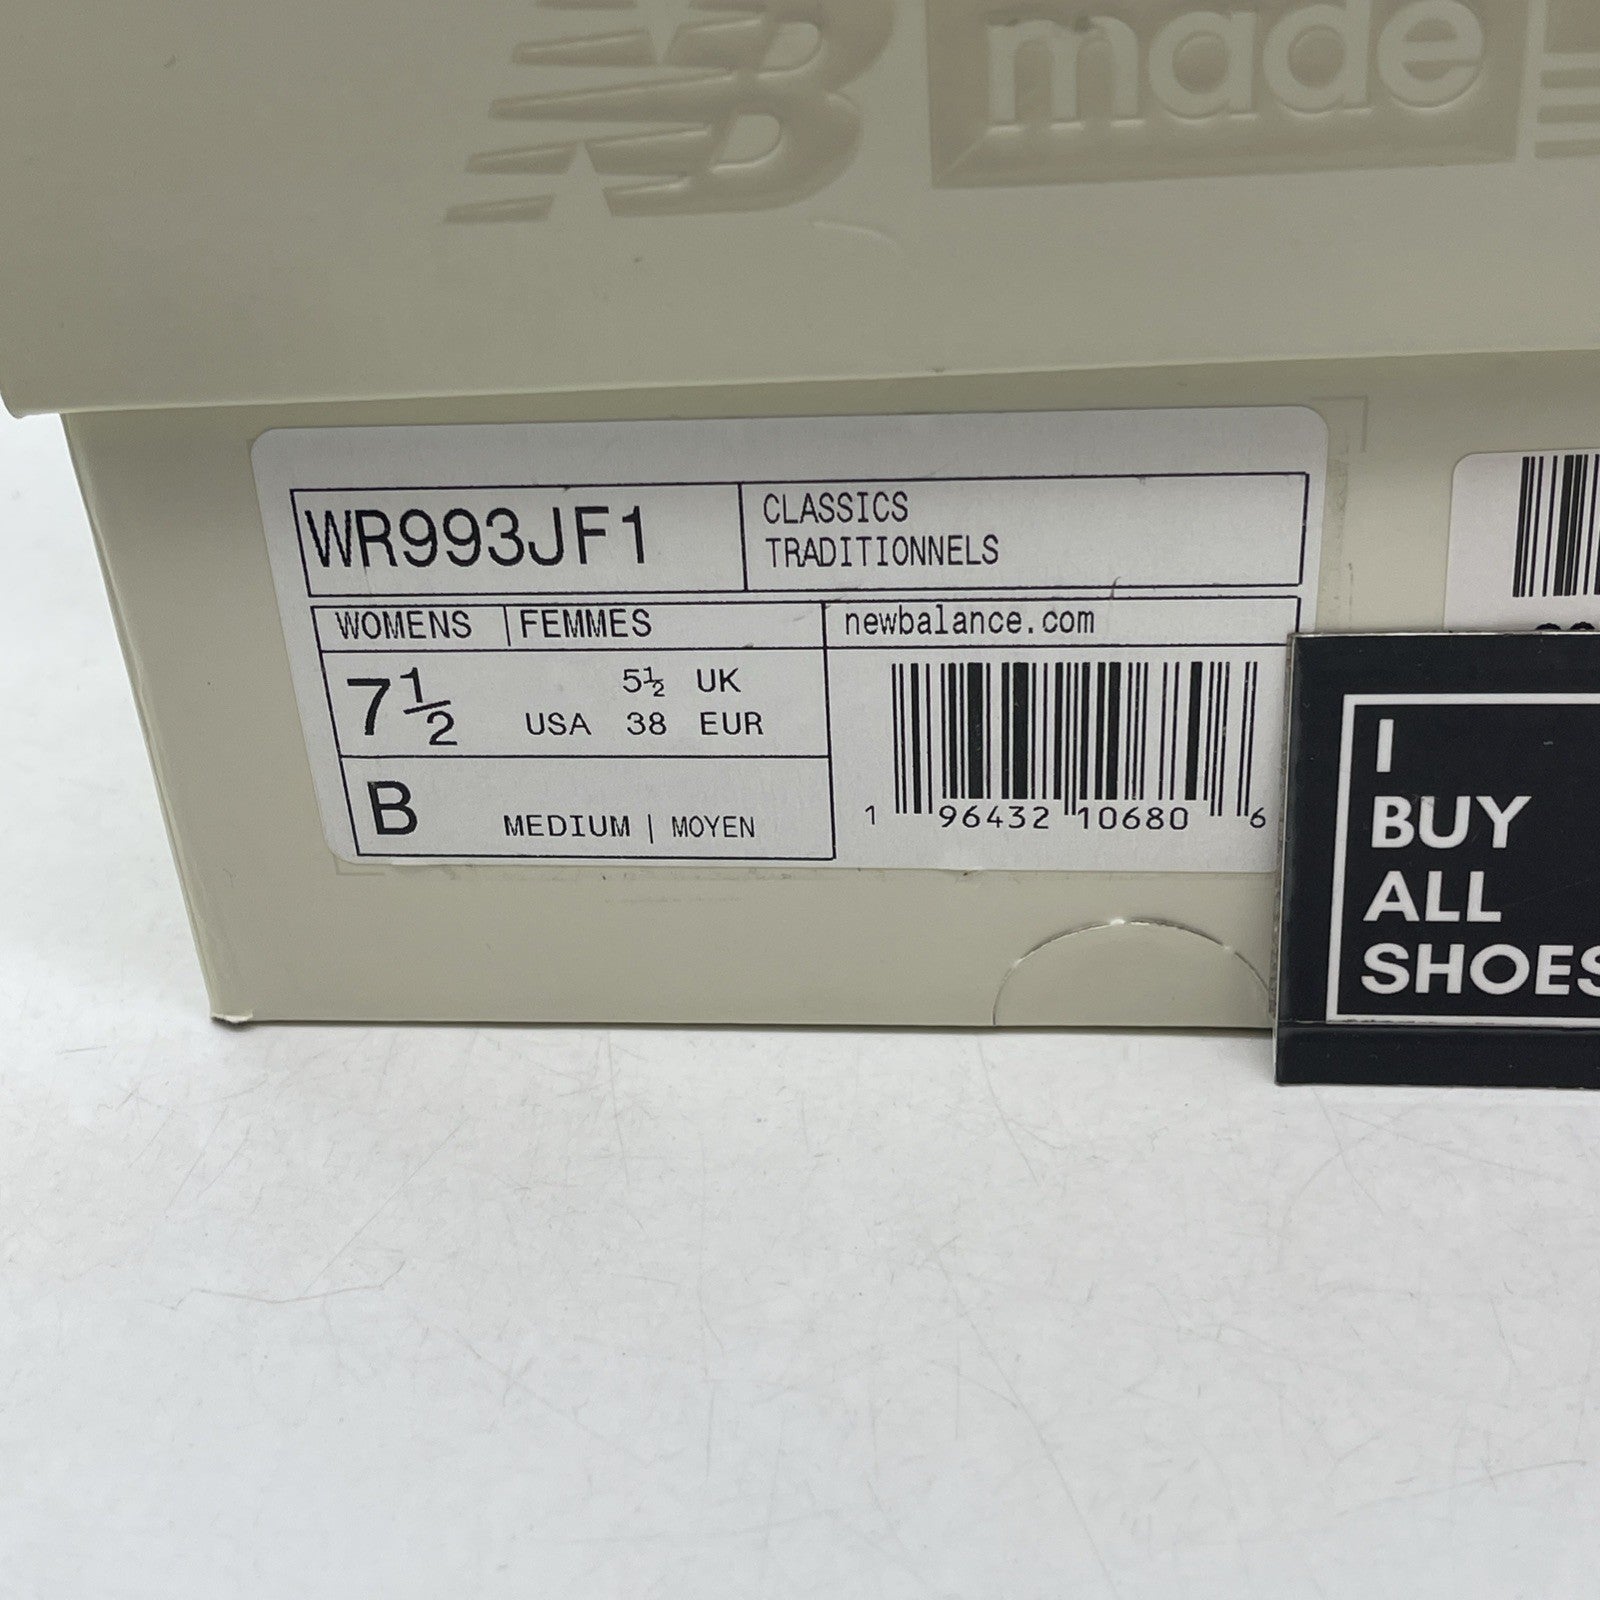 NB made
WR993JF1
CLASSICS
TRADITIONNELS
WOMENS | FEMMES
newbalance.com
7½ USA
5½ UK
38 EUR
B
MEDIUM | MOYEN
1 96432 10680 6
I
BUY
ALL
SHOES